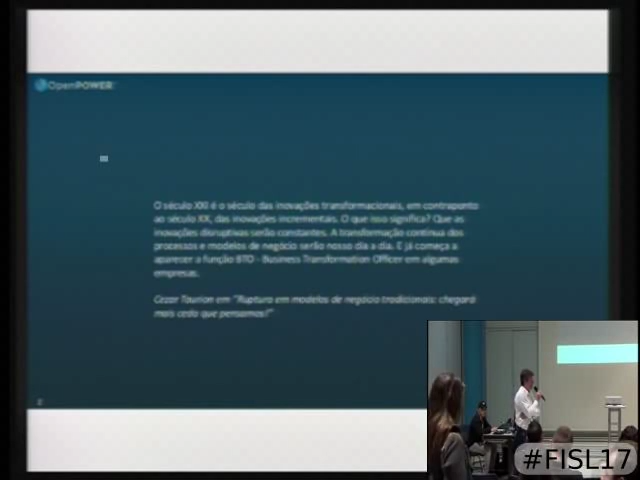 OpenPOWER
O século XXI é o século das inovações transformacionais, em contraponto
ao século XX, das inovações incrementais. O que isso significa? Que as
inovações disruptivas serão constantes. A transformação contínua dos
processos e modelos de negócio serão nosso dia a dia. E já começa a
aparecer a função BTO - Business Transformation Officer em algumas
empresas.
Cezar Taurion em "Ruptura em modelos de negócio tradicionais: chegará
mais cedo que pensamos!"
#FISL17